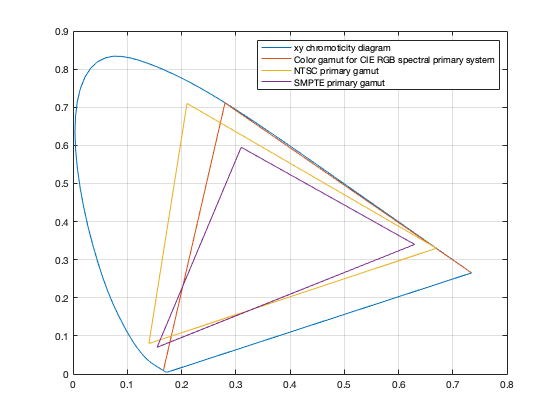 0.9
0.8
0.7
0.6
0.5
0.4
0.3
0.2
0.1
0
xy chromoticity diagram
Color gamut for CIE RGB spectral primary system
NTSC primary gamut
SMPTE primary gamut
0 0.1 0.2 0.3 0.4 0.5 0.6 0.7 0.8